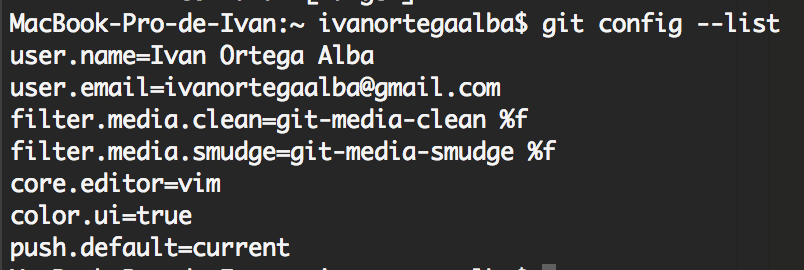 MacBook-Pro-de-Ivan:~ ivanortegaalba$ git config --list
user.name=Ivan Ortega Alba
user.email=ivanortegaalba@gmail.com
filter.media.clean=git-media-clean %f
filter.media.smudge=git-media-smudge %f
core.editor=vim
color.ui=true
push.default=current